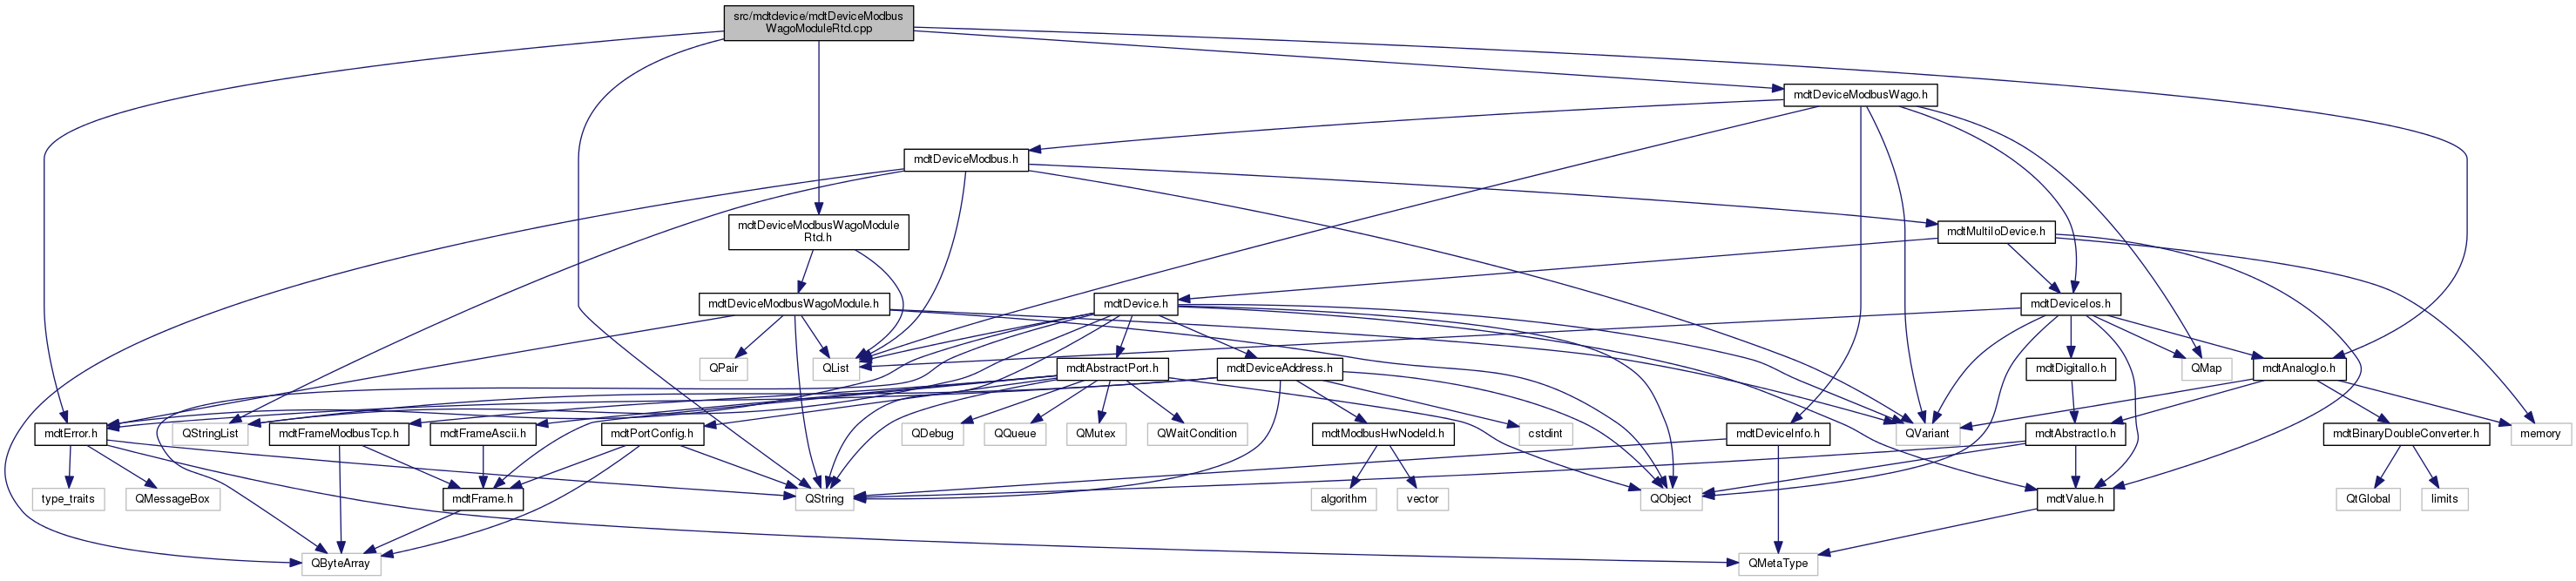 src/mdtdevice/mdtDeviceModbus
WagoModuleRtd.cpp
mdtDeviceModbusWago.h
mdtDeviceModbus.h
mdtDeviceModbusWagoModule
Rtd.h
mdtMultiIoDevice.h
mdtDeviceModbusWagoModule.h
mdtDevice.h
mdtDeviceIos.h
QPair
QList
mdtAbstractPort.h
mdtDeviceAddress.h
mdtDigitalIo.h
QMap
mdtAnalogIo.h
mdtError.h
QStringList
mdtFrameModbusTcp.h
mdtFrameAscii.h
mdtPortConfig.h
QDebug
QQueue
QMutex
QWaitCondition
mdtModbusHwNodeId.h
cstdint
mdtDeviceInfo.h
QVariant
mdtAbstractIo.h
mdtBinaryDoubleConverter.h
memory
type_traits
QMessageBox
mdtFrame.h
QString
algorithm
vector
QObject
mdtValue.h
QtGlobal
limits
QByteArray
QMetaType